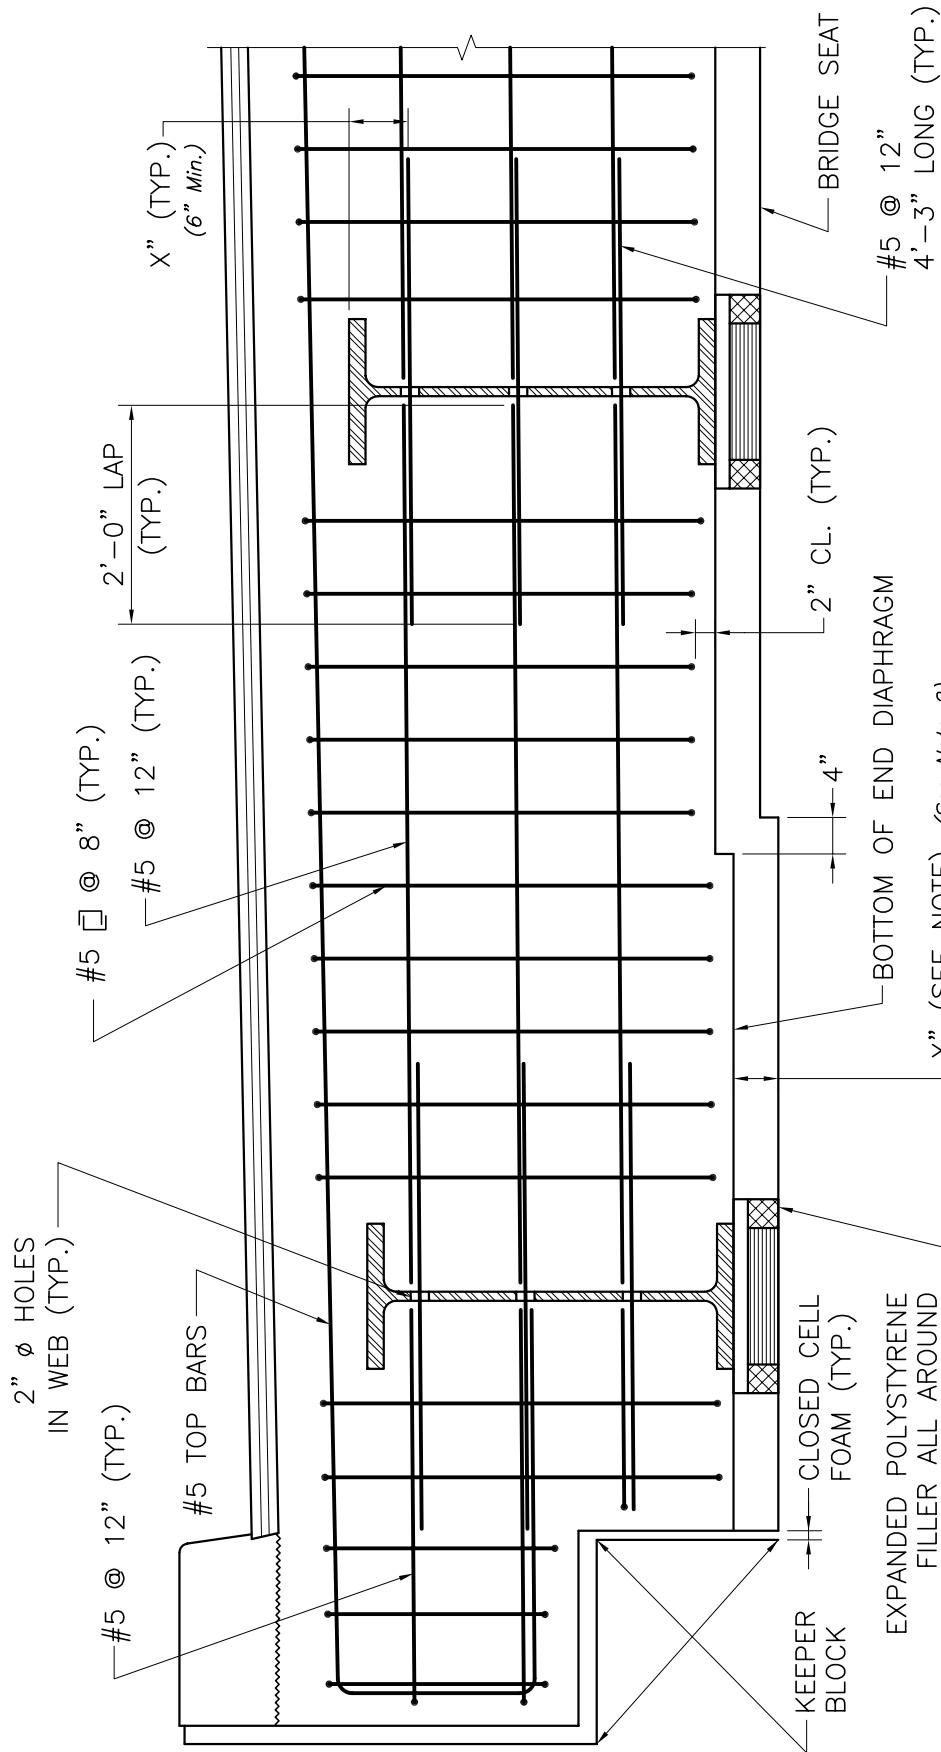 2" ø HOLES
IN WEB (TYP.)
#5 @ 12" (TYP.)
#5 TOP BARS
#5 @ 8" (TYP.)
#5 @ 12" (TYP.)
2'-0" LAP
(TYP.)
X" (TYP.)
(6" Min.)
KEEPER
BLOCK
CLOSED CELL
FOAM (TYP.)
EXPANDED POLYSTYRENE
FILLER ALL AROUND
BOTTOM OF END DIAPHRAGM
4"
2" CL. (TYP.)
BRIDGE SEAT
#5 @ 12"
4'-3" LONG (TYP.)